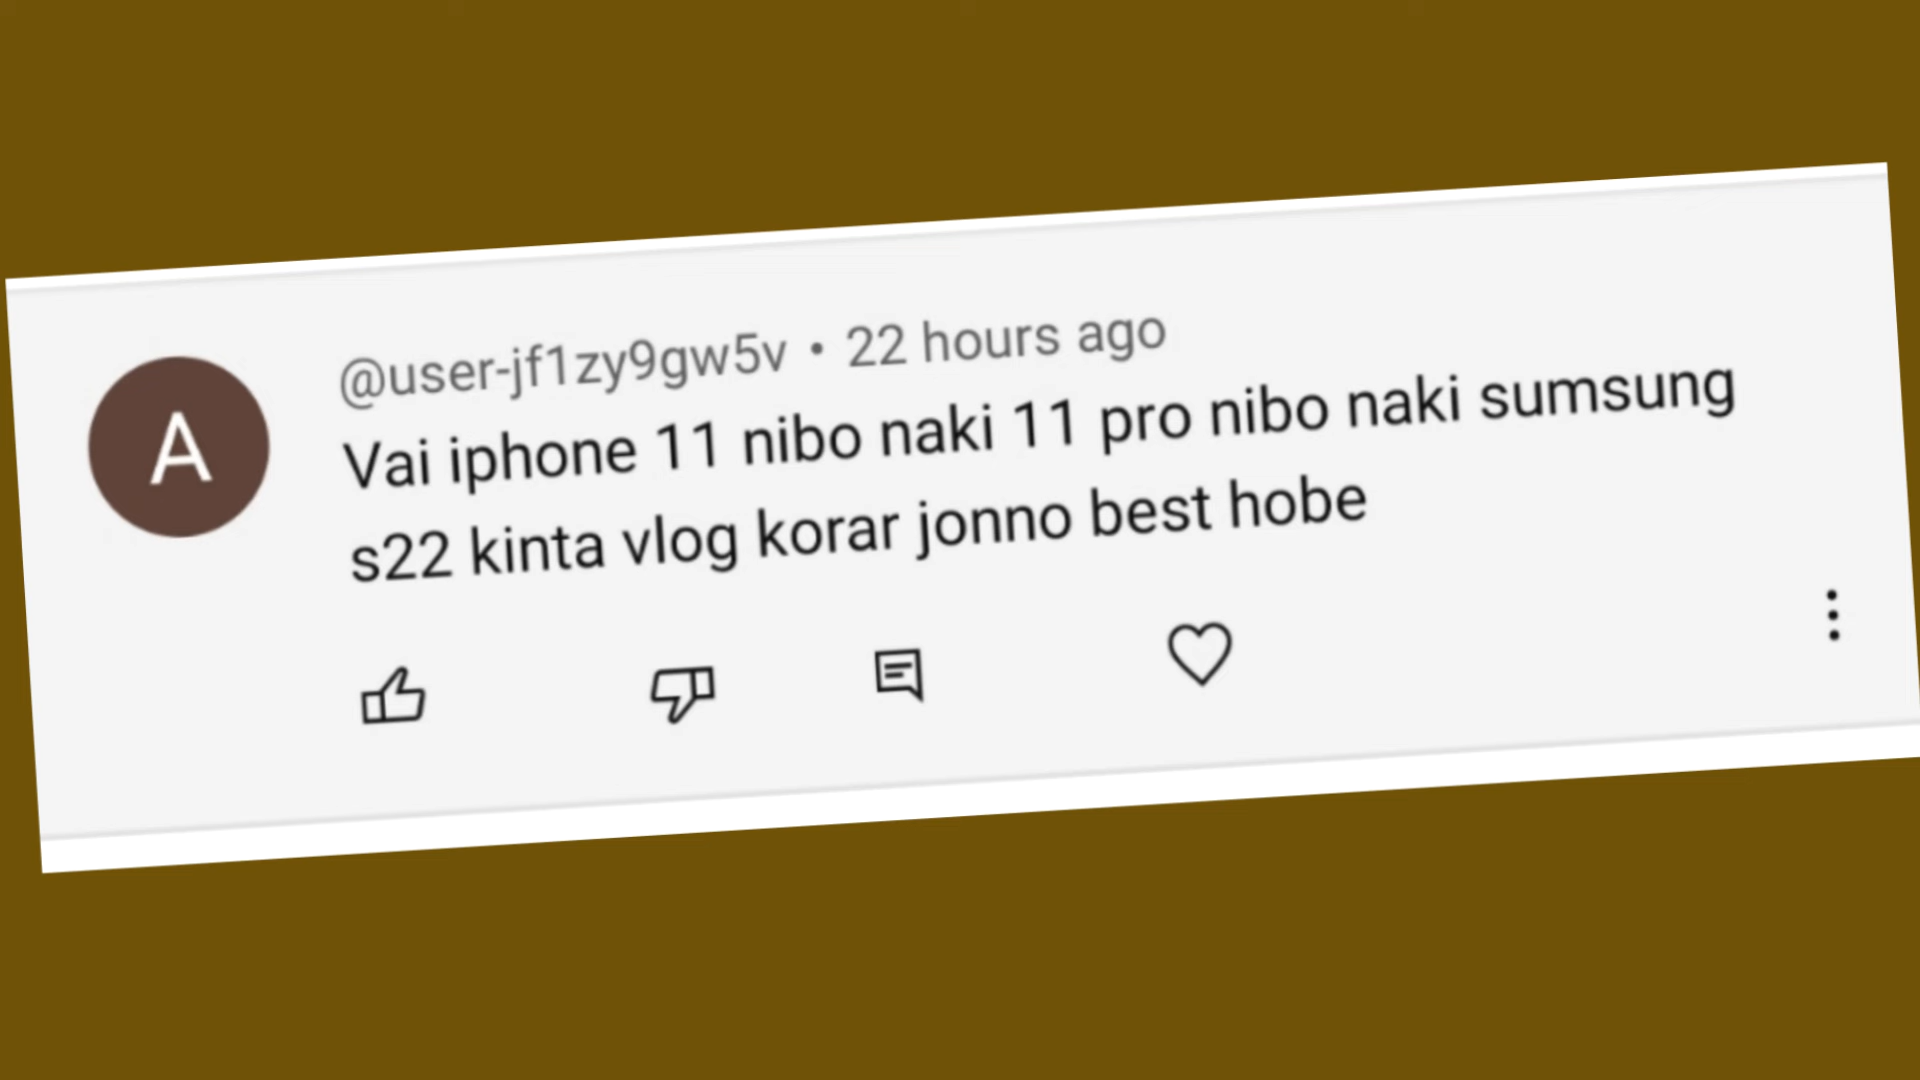 A
@user-jf1zy9gw5v • 22 hours ago
Vai iphone 11 nibo naki 11 pro nibo naki sumsung
s22 kinta vlog korar jonno best hobe